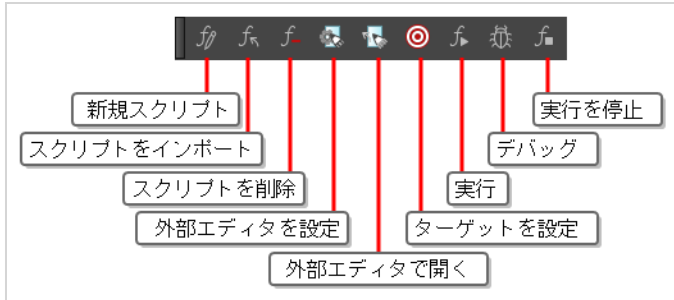 新規スクリプト
実行を停止
スクリプトをインポート
デバッグ
スクリプトを削除
実行
外部エディタを設定
ターゲットを設定
外部エディタで開く